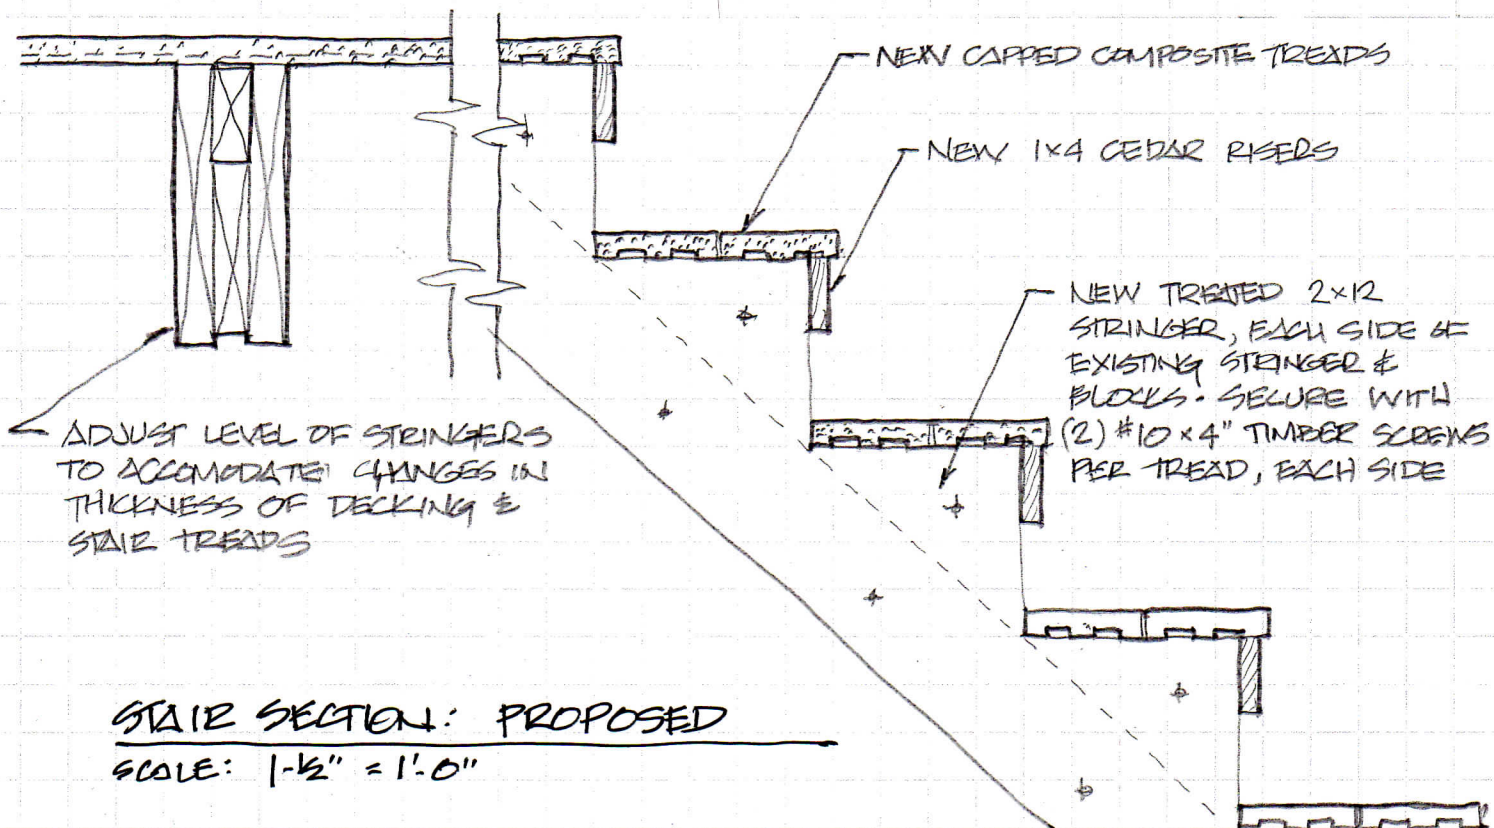 NEW CAPPED COMPOSITE TREADS
NEW 1x4 CEDAR RISERS
NEW TREATED 2x12
STRINGER, EACH SIDE OF
EXISTING STRINGER &
BLOCKS. SECURE WITH
(2) #10 x 4" TIMBER SCREWS
PER TREAD, EACH SIDE
ADJUST LEVEL OF STRINGERS
TO ACCOMODATE CHANGES IN
THICKNESS OF DECKING &
STAIR TREADS
STAIR SECTION: PROPOSED
SCALE: 1-½" = 1'-0"